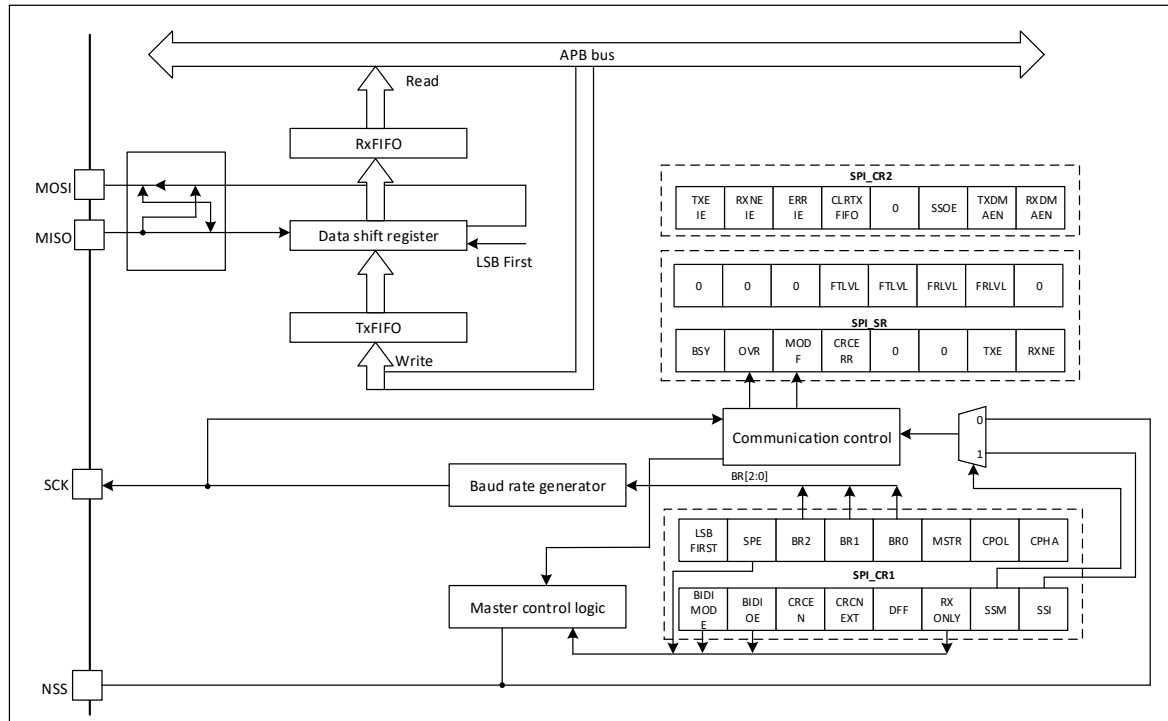 APB bus
Read
RxFIFO
MOSI
MISO
Data shift register
LSB First
TxFIFO
Write
SPI_CR2
TXE
IE
RXNE
IE
ERR
IE
CLRTX
FIFO
0
SSOE
TXDM
AEN
RXDM
AEN
0
0
0
FTLVL
FTLVL
FRLVL
FRLVL
0
SPI_SR
BSY
OVR
MOD
F
CRCE
RR
0
0
TXE
RXNE
Communication control
0
1
SCK
Baud rate generator
BR[2:0]
LSB
FIRST
SPE
BR2
BR1
BR0
MSTR
CPOL
CPHA
SPI_CR1
Master control logic
BIDI
MOD
E
BIDI
OE
CRCE
N
CRCN
EXT
DFF
RX
ONLY
SSM
SSI
NSS